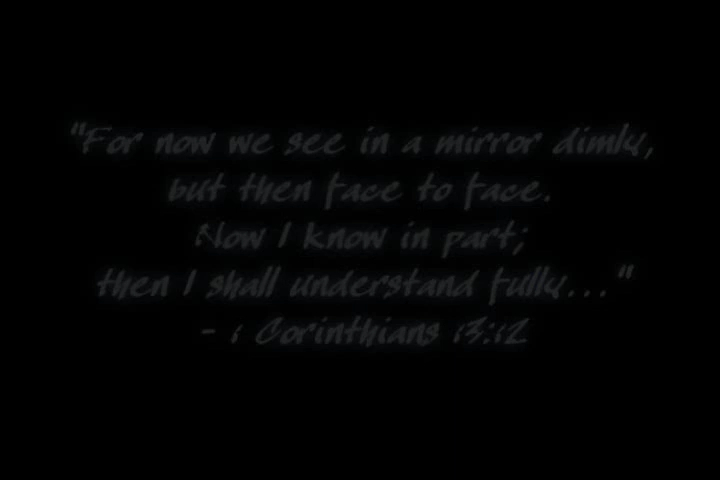 "For now we see in a mirror dimly,
but then face to face.
Now I know in part;
then I shall understand fully..."
- 1 Corinthians 13:12